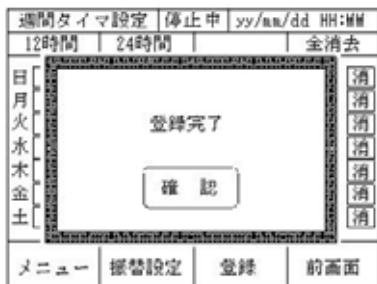 週間タイマ設定 停止中 yy/mm/dd HH:MM
12時間 24時間 全消去
日 消
月 消
火 登録完了 消
水 消
木 確 認 消
金 消
土 消
メニュー 振替設定 登録 前画面